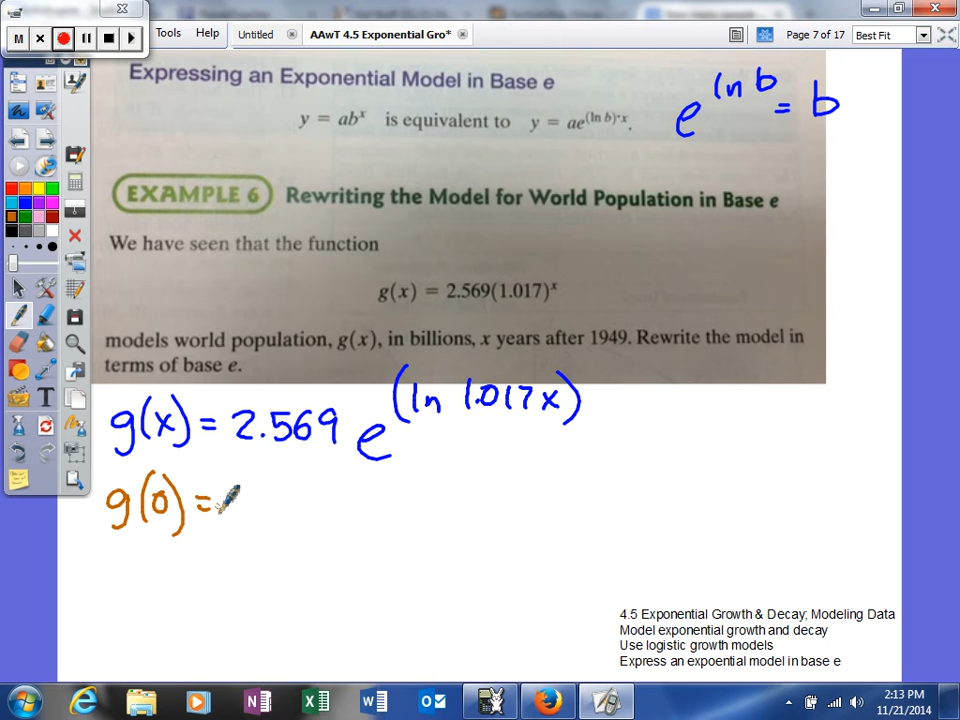 M
Tools Help Untitled AAwT 4.5 Exponential Gro* Page 7 of 17 Best Fit
Expressing an Exponential Model in Base e
y = abˣ is equivalent to y = ae^(ln b)·x.
e^ln b = b
EXAMPLE 6 Rewriting the Model for World Population in Base e
We have seen that the function
g(x) = 2.569(1.017)ˣ
models world population, g(x), in billions, x years after 1949. Rewrite the model in
terms of base e.
g(x) = 2.569 e^(ln 1.017x)
g(0) =
4.5 Exponential Growth & Decay; Modeling Data
Model exponential growth and decay
Use logistic growth models
Express an expoential model in base e
2:13 PM
11/21/2014